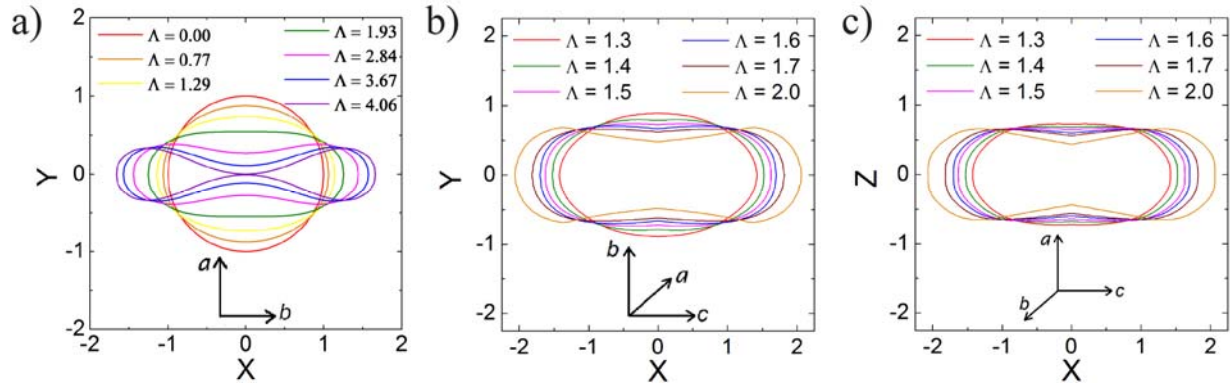 a)
2
1
0
-1
-2
Y
Λ = 0.00
Λ = 0.77
Λ = 1.29
Λ = 1.93
Λ = 2.84
Λ = 3.67
Λ = 4.06
a
b
-2 -1 0 1 2
X
b)
2
1
0
-1
-2
Y
Λ = 1.3
Λ = 1.4
Λ = 1.5
Λ = 1.6
Λ = 1.7
Λ = 2.0
b
a
c
-2 -1 0 1 2
X
c)
2
1
0
-1
-2
Z
Λ = 1.3
Λ = 1.4
Λ = 1.5
Λ = 1.6
Λ = 1.7
Λ = 2.0
a
b
c
-2 -1 0 1 2
X